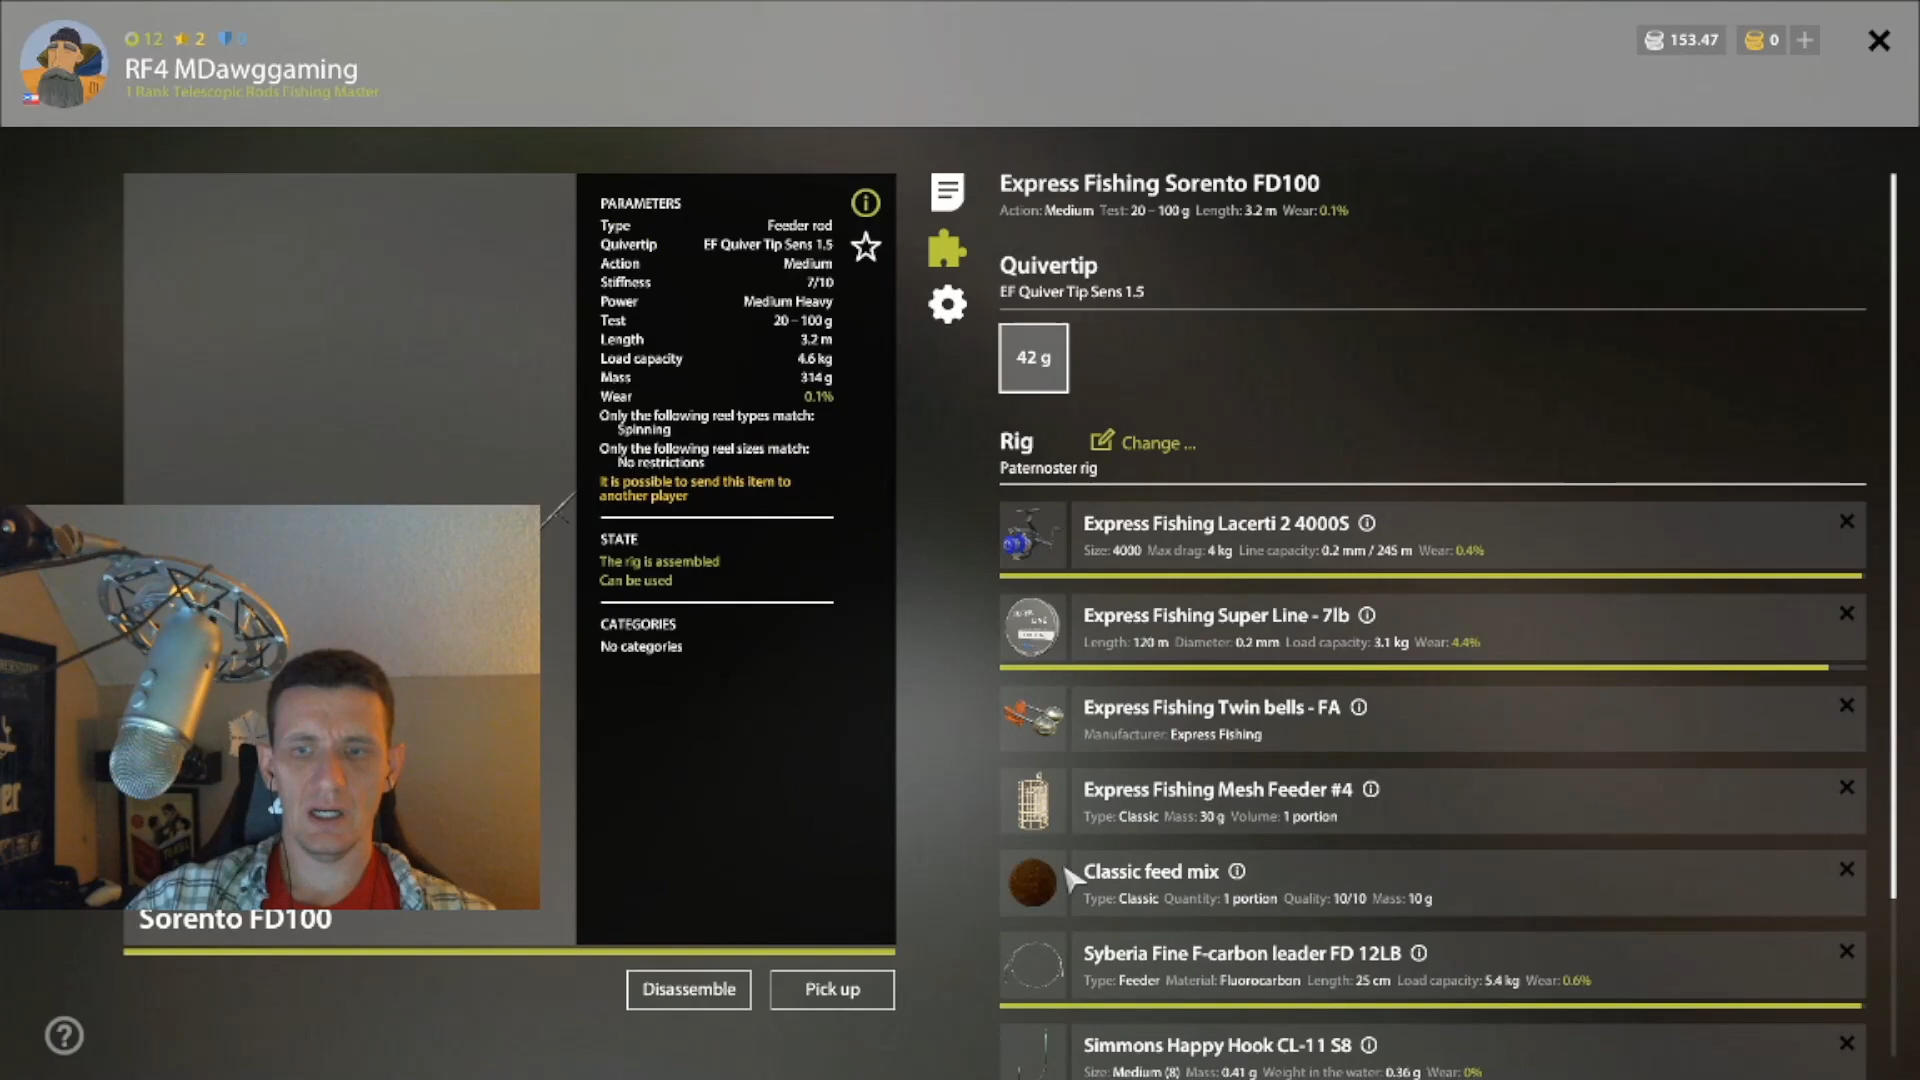 12 2 0
RF4 MDawggaming
1 Rank Telescopic Rods Fishing Master
153.47 0
PARAMETERS
Type Feeder rod
Quivertip EF Quiver Tip Sens 1.5
Action Medium
Stiffness 7/10
Power Medium Heavy
Test 20 – 100 g
Length 3.2 m
Load capacity 4.6 kg
Mass 314 g
Wear 0.1%
Only the following reel types match:
Spinning
Only the following reel sizes match:
No restrictions
It is possible to send this item to
another player
STATE
The rig is assembled
Can be used
CATEGORIES
No categories
Sorento FD100
Disassemble
Pick up
Express Fishing Sorento FD100
Action: Medium Test: 20 – 100 g Length: 3.2 m Wear: 0.1%
Quivertip
EF Quiver Tip Sens 1.5
42 g
Rig Change ...
Paternoster rig
Express Fishing Lacerti 2 4000S
Size: 4000 Max drag: 4 kg Line capacity: 0.2 mm / 245 m Wear: 0.4%
Express Fishing Super Line - 7lb
Length: 120 m Diameter: 0.2 mm Load capacity: 3.1 kg Wear: 4.4%
Express Fishing Twin bells - FA
Manufacturer: Express Fishing
Express Fishing Mesh Feeder #4
Type: Classic Mass: 30 g Volume: 1 portion
Classic feed mix
Type: Classic Quantity: 1 portion Quality: 10/10 Mass: 10 g
Syberia Fine F-carbon leader FD 12LB
Type: Feeder Material: Fluorocarbon Length: 25 cm Load capacity: 5.4 kg Wear: 0.6%
Simmons Happy Hook CL-11 S8
Size: Medium (8) Mass: 0.41 g Weight in the water: 0.36 g Wear: 0%